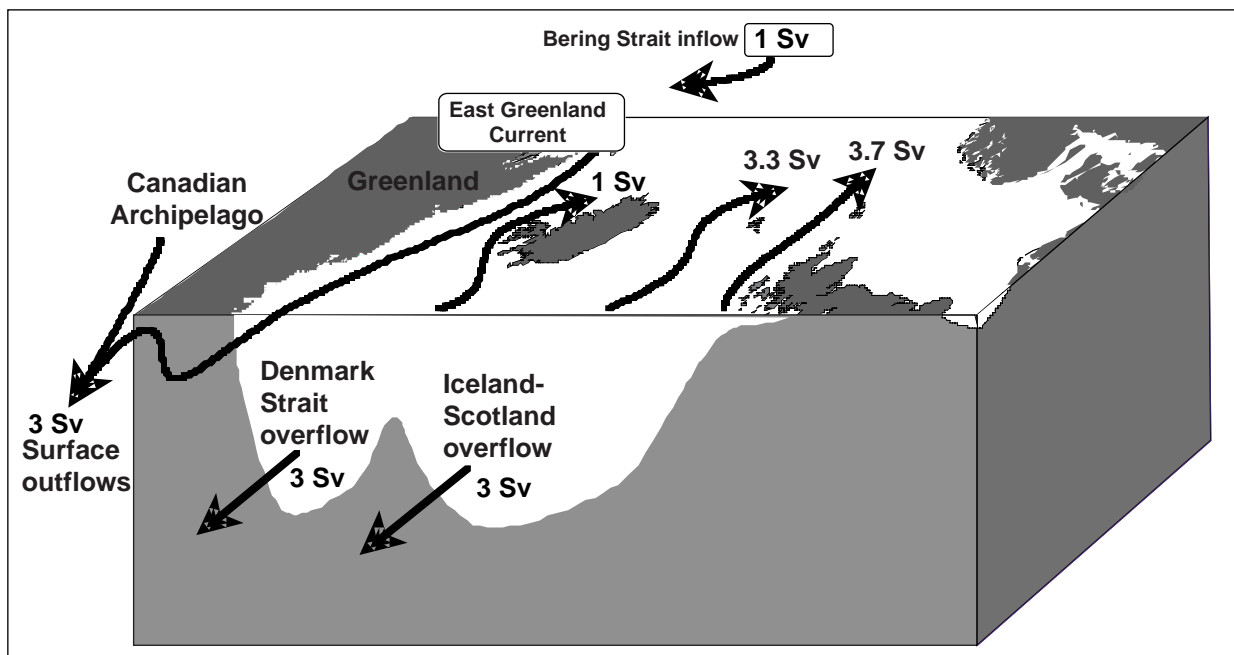 Bering Strait inflow 1 Sv
East Greenland
Current
Canadian
Archipelago
Greenland
1 Sv
3.3 Sv
3.7 Sv
3 Sv
Surface
outflows
Denmark
Strait
overflow
3 Sv
Iceland-
Scotland
overflow
3 Sv